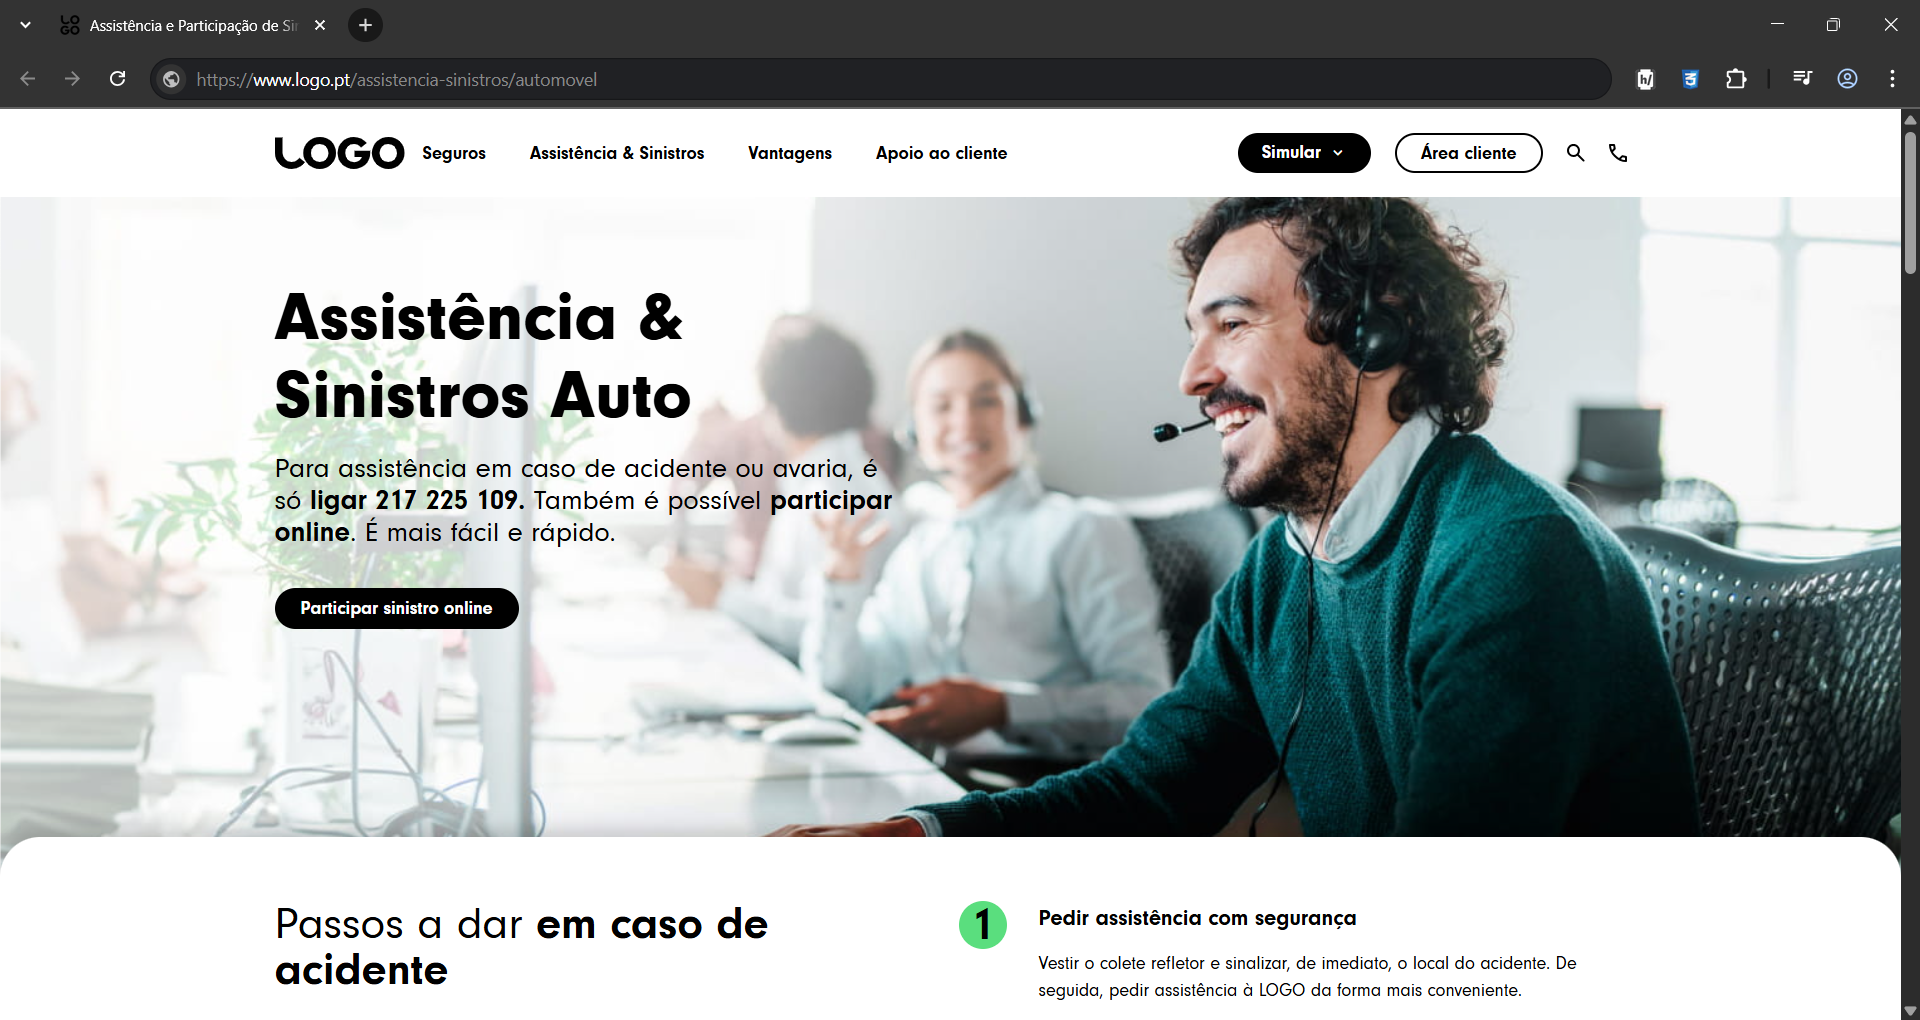 Assistência e Participação de Sin
https://www.logo.pt/assistencia-sinistros/automovel
LOGO
Seguros
Assistência & Sinistros
Vantagens
Apoio ao cliente
Simular
Área cliente
Assistência &
Sinistros Auto
Para assistência em caso de acidente ou avaria, é
só ligar 217 225 109. Também é possível participar
online. É mais fácil e rápido.
Participar sinistro online
Passos a dar em caso de
acidente
1
Pedir assistência com segurança
Vestir o colete refletor e sinalizar, de imediato, o local do acidente. De
seguida, pedir assistência à LOGO da forma mais conveniente.